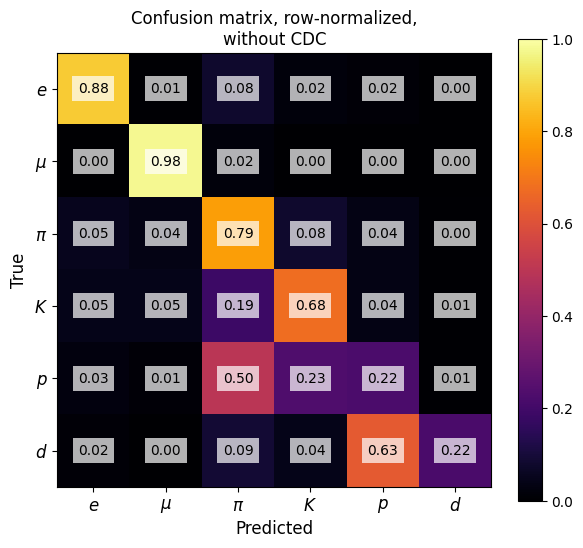 Confusion matrix, row-normalized,
without CDC
e 0.88 0.01 0.08 0.02 0.02 0.00
μ 0.00 0.98 0.02 0.00 0.00 0.00
π 0.05 0.04 0.79 0.08 0.04 0.00
K 0.05 0.05 0.19 0.68 0.04 0.01
p 0.03 0.01 0.50 0.23 0.22 0.01
d 0.02 0.00 0.09 0.04 0.63 0.22
e μ π K p d
True
Predicted
1.0
0.8
0.6
0.4
0.2
0.0